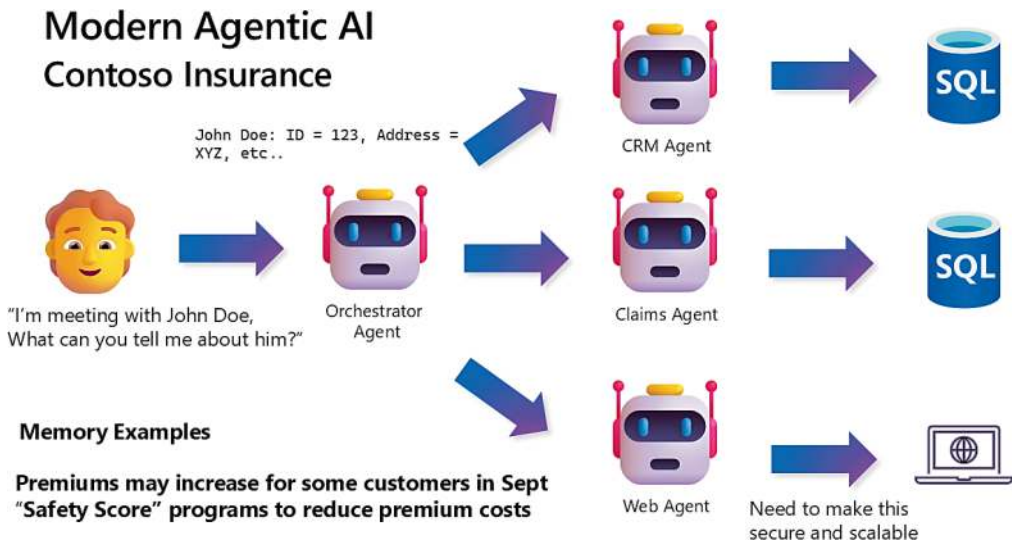 Modern Agentic AI
Contoso Insurance
John Doe: ID = 123, Address =
XYZ, etc..
CRM Agent
SQL
"I'm meeting with John Doe,
What can you tell me about him?"
Orchestrator
Agent
Claims Agent
SQL
Memory Examples
Premiums may increase for some customers in Sept
"Safety Score" programs to reduce premium costs
Web Agent
Need to make this
secure and scalable